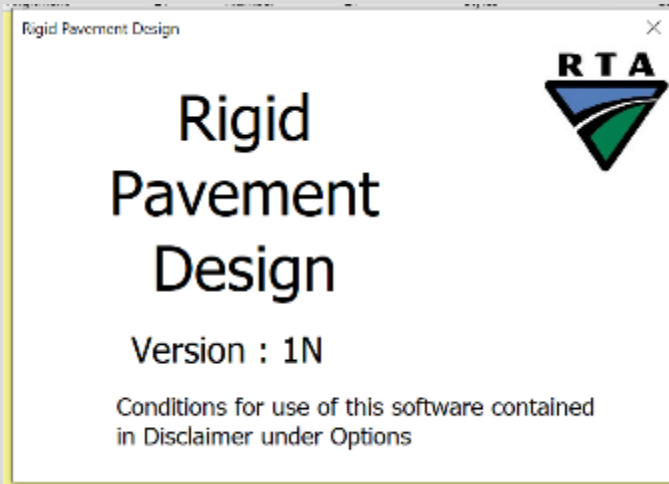 Rigid Pavement Design
RTA
Rigid
Pavement
Design
Version : 1N
Conditions for use of this software contained
in Disclaimer under Options